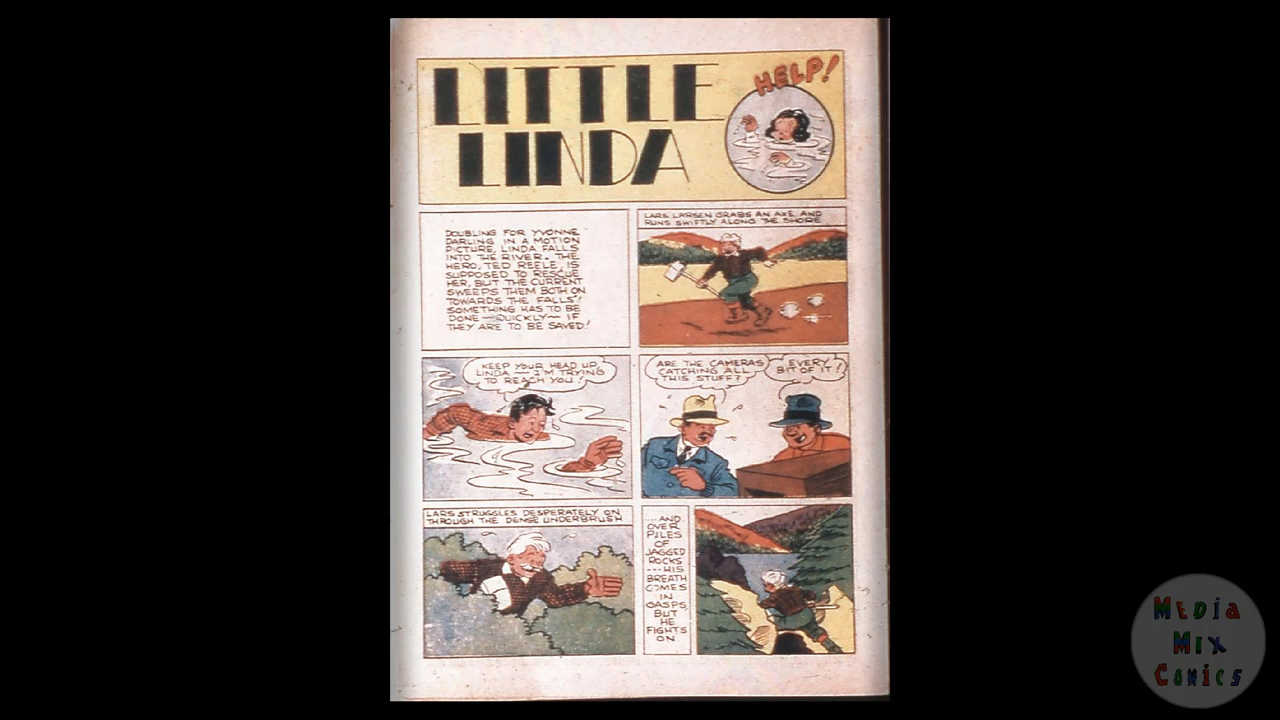 LITTLE
LINDA
HELP!
DOUBLING FOR YVONNE
DARLING IN A MOTION
PICTURE, LINDA FALLS
INTO THE RIVER. THE
HERO, TED REELE, IS
SUPPOSED TO RESCUE
HER, BUT THE CURRENT
SWEEPS THEM BOTH ON
TOWARDS THE FALLS!
SOMETHING HAS TO BE
DONE — QUICKLY — IF
THEY ARE TO BE SAVED!
LARS LARSEN GRABS AN AXE AND
RUNS SWIFTLY ALONG THE SHORE
KEEP YOUR HEAD UP,
LINDA — I'M TRYING
TO REACH YOU!
ARE THE CAMERAS
CATCHING ALL
THIS STUFF?
EVERY
BIT OF IT!
LARS STRUGGLES DESPERATELY ON
THROUGH THE DENSE UNDERBRUSH
....AND
OVER
PILES
OF
JAGGED
ROCKS
---HIS
BREATH
COMES
IN
GASPS,
BUT
HE
FIGHTS
ON
MEDiA
MiX
COMiCS